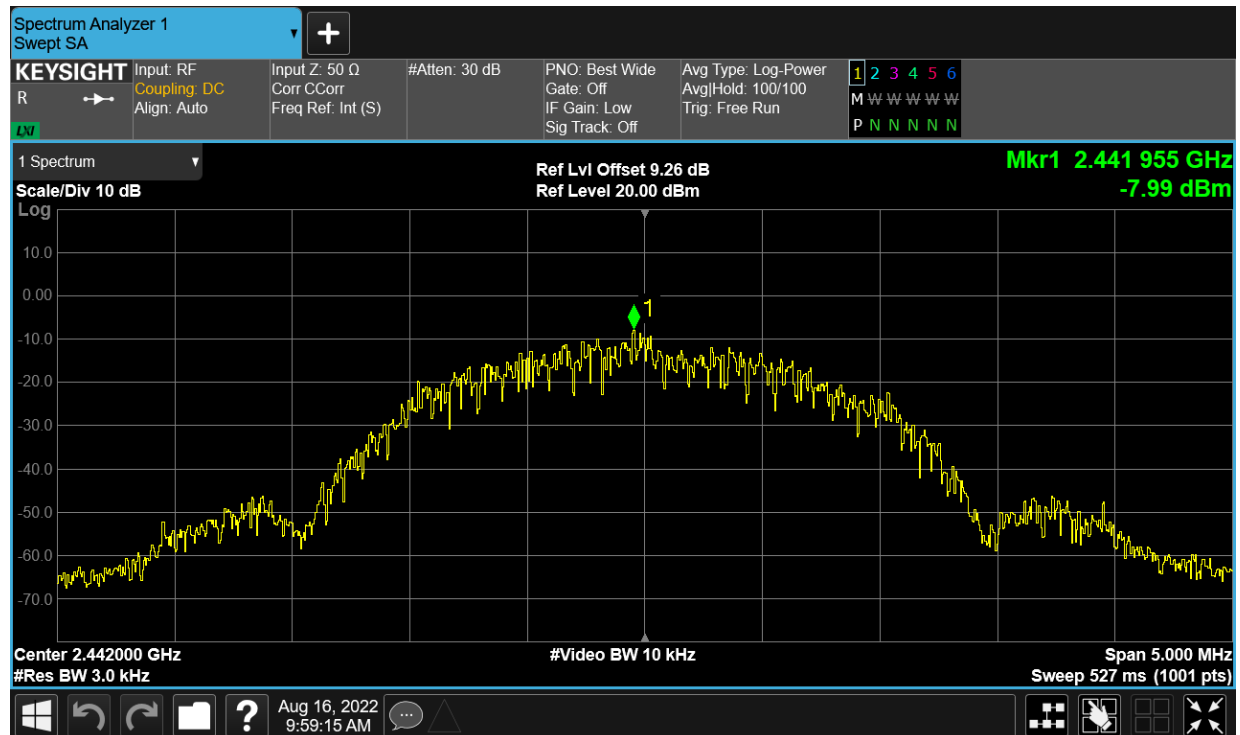 Spectrum Analyzer 1
Swept SA
+
KEYSIGHT
R
LXI
Input: RF
Coupling: DC
Align: Auto
Input Z: 50 Ω
Corr CCorr
Freq Ref: Int (S)
#Atten: 30 dB
PNO: Best Wide
Gate: Off
IF Gain: Low
Sig Track: Off
Avg Type: Log-Power
Avg|Hold: 100/100
Trig: Free Run
1 2 3 4 5 6
M W W W W W
P N N N N N
1 Spectrum
Scale/Div 10 dB
Log
Ref Lvl Offset 9.26 dB
Ref Level 20.00 dBm
Mkr1 2.441 955 GHz
-7.99 dBm
10.0
0.00
1
-10.0
-20.0
-30.0
-40.0
-50.0
-60.0
-70.0
Center 2.442000 GHz
#Video BW 10 kHz
Span 5.000 MHz
#Res BW 3.0 kHz
Sweep 527 ms (1001 pts)
?
Aug 16, 2022
9:59:15 AM